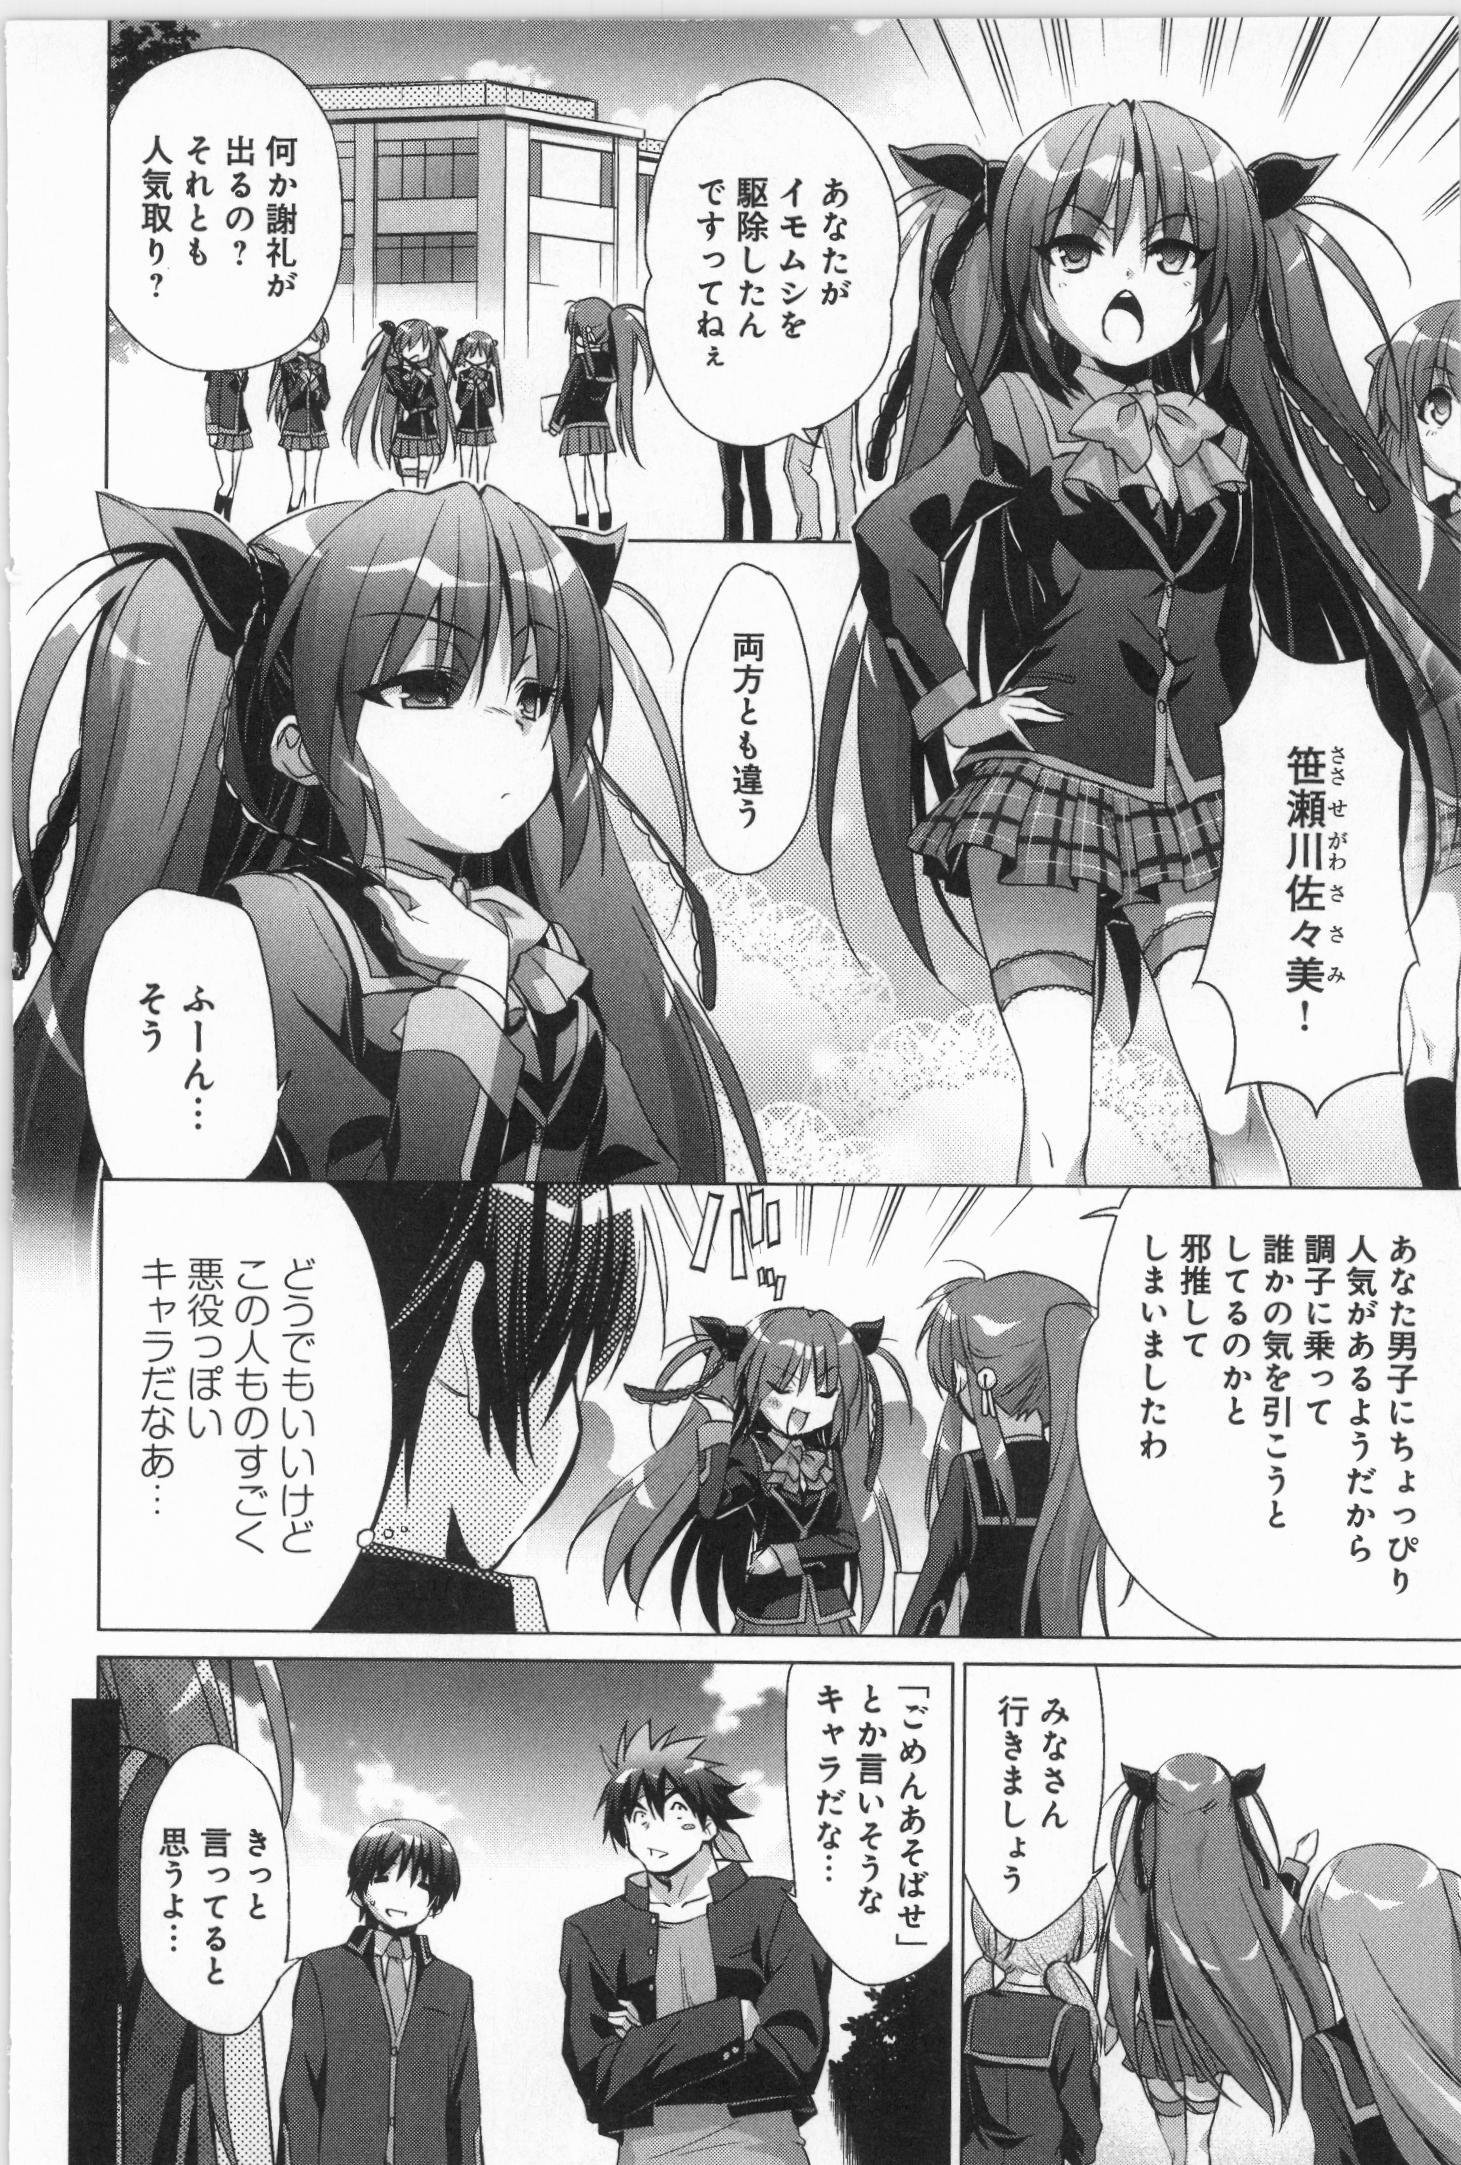 笹瀬川佐々美!
ささせがわささみ
あなたが
イモムシを
駆除したん
ですってねぇ
何か謝礼が
出るの?
それとも
人気取り?
両方とも違う
ふーん…
そう
あなた男子にちょっぴり
人気があるようだから
調子に乗って
誰かの気を引こうと
してるのかと
邪推して
しまいましたわ
どうでもいいけど
この人ものすごく
悪役っぽい
キャラだなあ…
みなさん
行きましょう
「ごめんあそばせ」
とか言いそうな
キャラだな…
きっと
言ってると
思うよ…